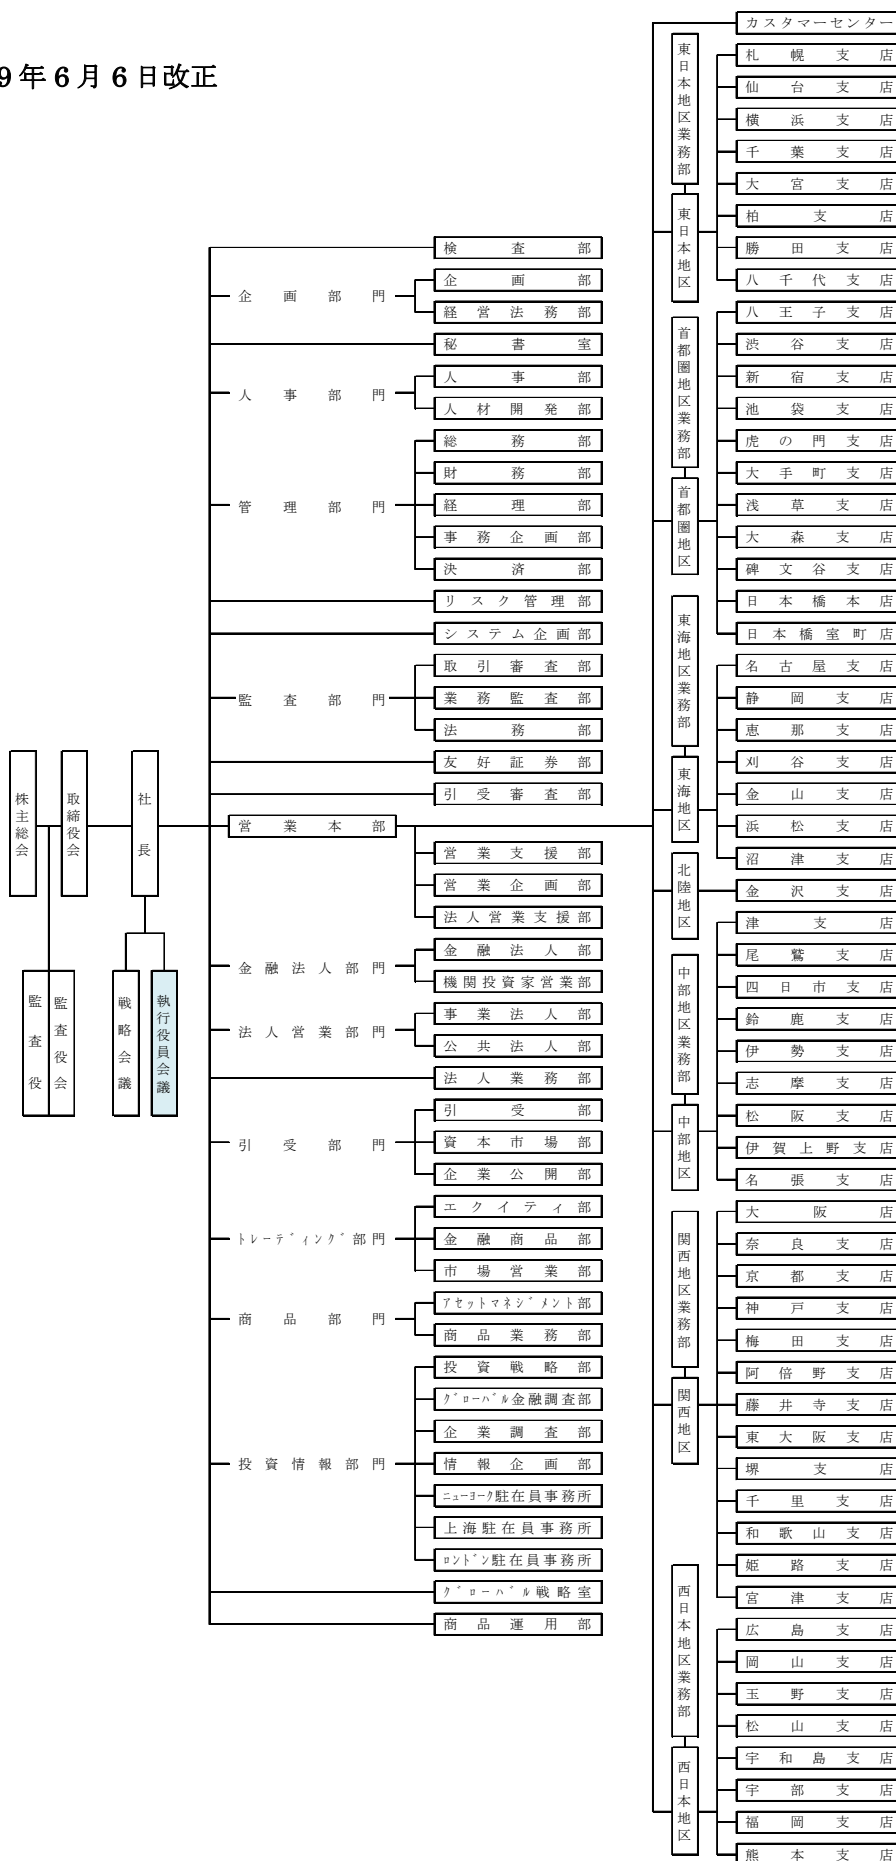 9年6月6日改正
株主総会
取締役会
社長
監査役
監査役会
戦略会議
執行役員会議
検査部
企画部門
企画部
経営法務部
秘書室
人事部門
人事部
人材開発部
管理部門
総務部
財務部
経理部
事務企画部
決済部
リスク管理部
システム企画部
監査部門
取引審査部
業務監査部
法務部
友好証券部
引受審査部
営業本部
営業支援部
営業企画部
法人営業支援部
金融法人部門
金融法人部
機関投資家営業部
法人営業部門
事業法人部
公共法人部
法人業務部
引受部門
引受部
資本市場部
企業公開部
ﾄﾚｰﾃﾞｨﾝｸﾞ部門
エクイティ部
金融商品部
市場営業部
商品部門
ｱｾｯﾄﾏﾈｼﾞﾒﾝﾄ部
商品業務部
投資情報部門
投資戦略部
ｸﾞﾛｰﾊﾞﾙ金融調査部
企業調査部
情報企画部
ﾆｭｰﾖｰｸ駐在員事務所
上海駐在員事務所
ﾛﾝﾄﾞﾝ駐在員事務所
ｸﾞﾛｰﾊﾞﾙ戦略室
商品運用部
カスタマーセンター
東日本地区業務部
東日本地区
札幌支店
仙台支店
横浜支店
千葉支店
大宮支店
柏支店
勝田支店
八千代支店
首都圏地区業務部
首都圏地区
八王子支店
渋谷支店
新宿支店
池袋支店
虎の門支店
大手町支店
浅草支店
大森支店
碑文谷支店
日本橋本店
日本橋室町店
東海地区業務部
東海地区
名古屋支店
静岡支店
恵那支店
刈谷支店
金山支店
浜松支店
沼津支店
北陸地区
金沢支店
中部地区業務部
中部地区
津支店
尾鷲支店
四日市支店
鈴鹿支店
伊勢支店
志摩支店
松阪支店
伊賀上野支店
名張支店
関西地区業務部
関西地区
大阪店
奈良支店
京都支店
神戸支店
梅田支店
阿倍野支店
藤井寺支店
東大阪支店
堺支店
千里支店
和歌山支店
姫路支店
宮津支店
西日本地区業務部
西日本地区
広島支店
岡山支店
玉野支店
松山支店
宇和島支店
宇部支店
福岡支店
熊本支店